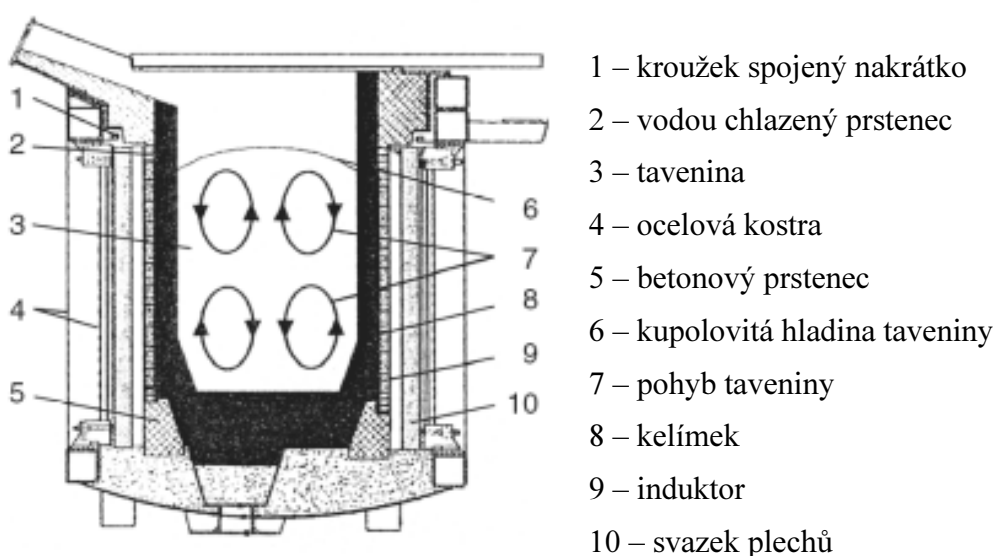 1
2
3
4
5
6
7
8
9
10
1 – kroužek spojený nakrátko
2 – vodou chlazený prstenec
3 – tavenina
4 – ocelová kostra
5 – betonový prstenec
6 – kupolovitá hladina taveniny
7 – pohyb taveniny
8 – kelímek
9 – induktor
10 – svazek plechů